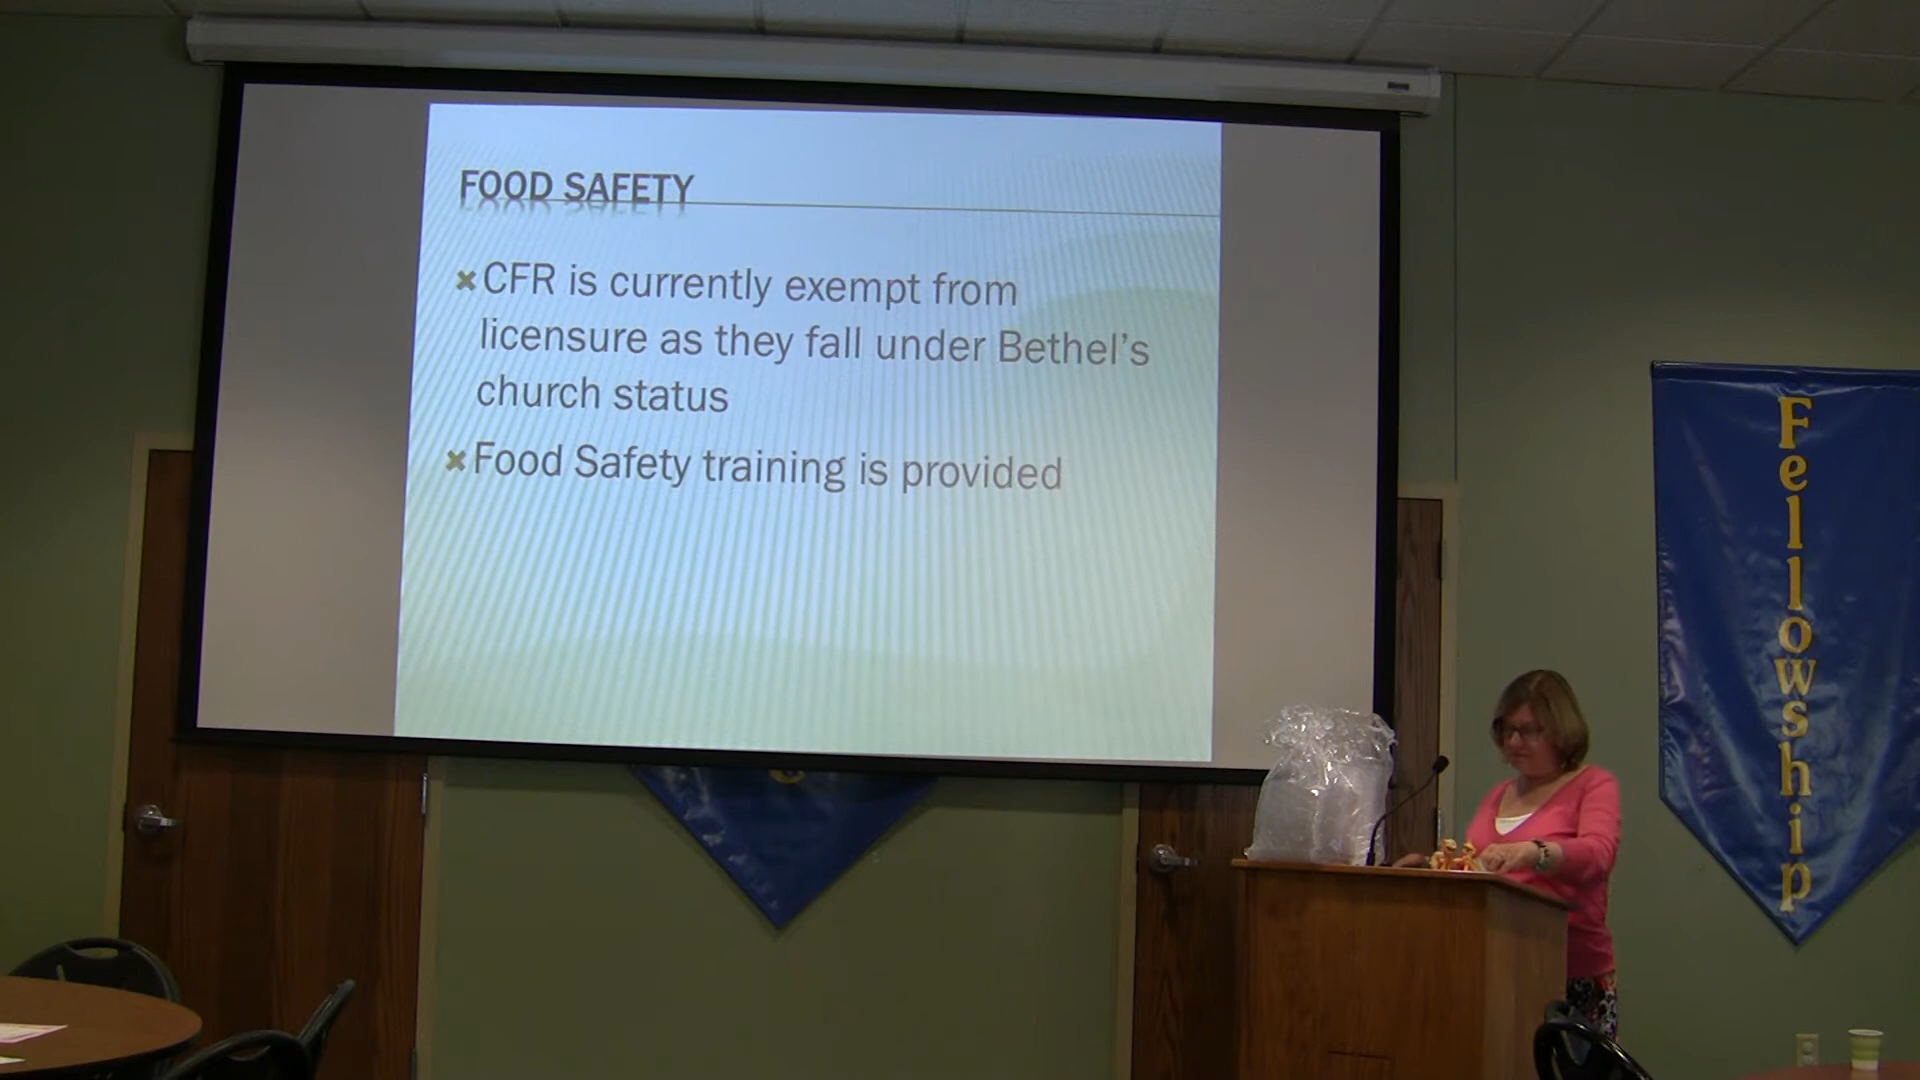 FOOD SAFETY
CFR is currently exempt from
licensure as they fall under Bethel's
church status
Food Safety training is provided
Fellowship